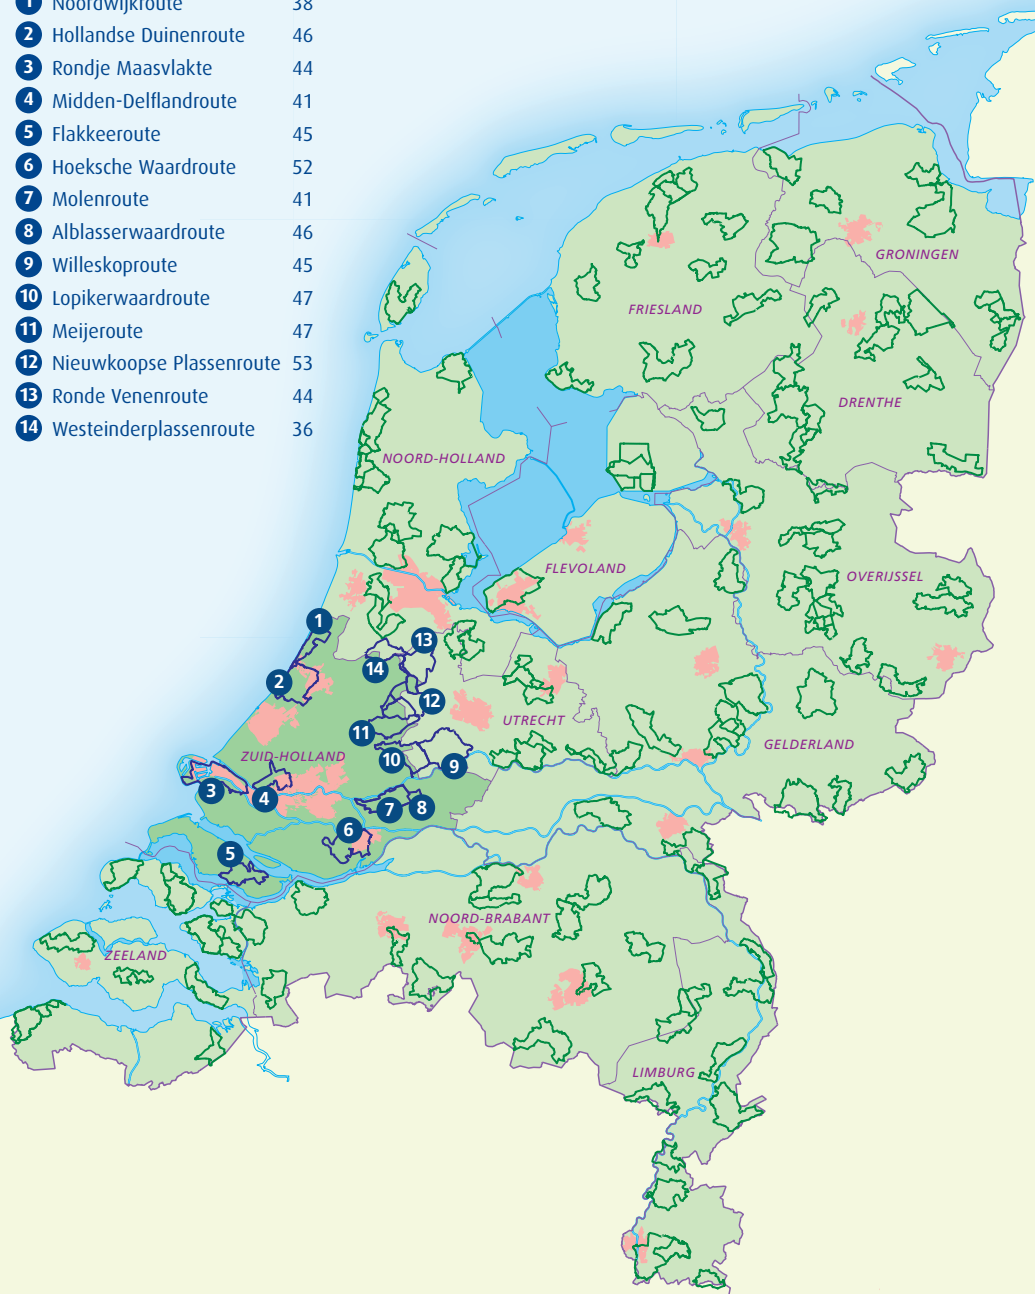 1 Noordwijkroute 38
2 Hollandse Duinenroute 46
3 Rondje Maasvlakte 44
4 Midden-Delflandroute 41
5 Flakkeeroute 45
6 Hoeksche Waardroute 52
7 Molenroute 41
8 Alblasserwaardroute 46
9 Willeskoproute 45
10 Lopikerwaardroute 47
11 Meijeroute 47
12 Nieuwkoopse Plassenroute 53
13 Ronde Venenroute 44
14 Westeinderplassenroute 36
GRONINGEN
FRIESLAND
DRENTHE
NOORD-HOLLAND
FLEVOLAND
OVERIJSSEL
1
13
14
2
12
UTRECHT
11
GELDERLAND
ZUID-HOLLAND
10
9
3
4
7
8
6
5
NOORD-BRABANT
ZEELAND
LIMBURG